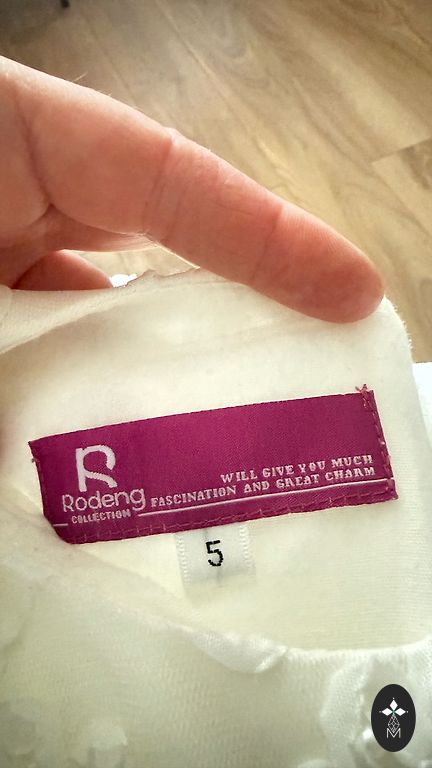 R
Rodeng
COLLECTION
WILL GIVE YOU MUCH
FASCINATION AND GREAT CHARM
5
M